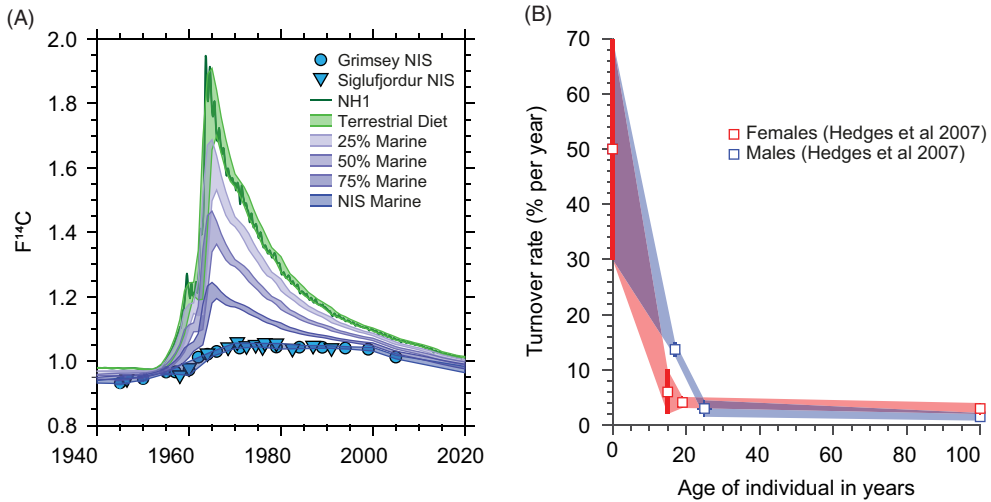 (A)
F¹⁴C
2.0
1.8
1.6
1.4
1.2
1.0
0.8
1940
1960
1980
2000
2020
Grimsey NIS
Siglufjordur NIS
NH1
Terrestrial Diet
25% Marine
50% Marine
75% Marine
NIS Marine
(B)
Turnover rate (% per year)
70
60
50
40
30
20
10
0
0
20
40
60
80
100
Age of individual in years
Females (Hedges et al 2007)
Males (Hedges et al 2007)